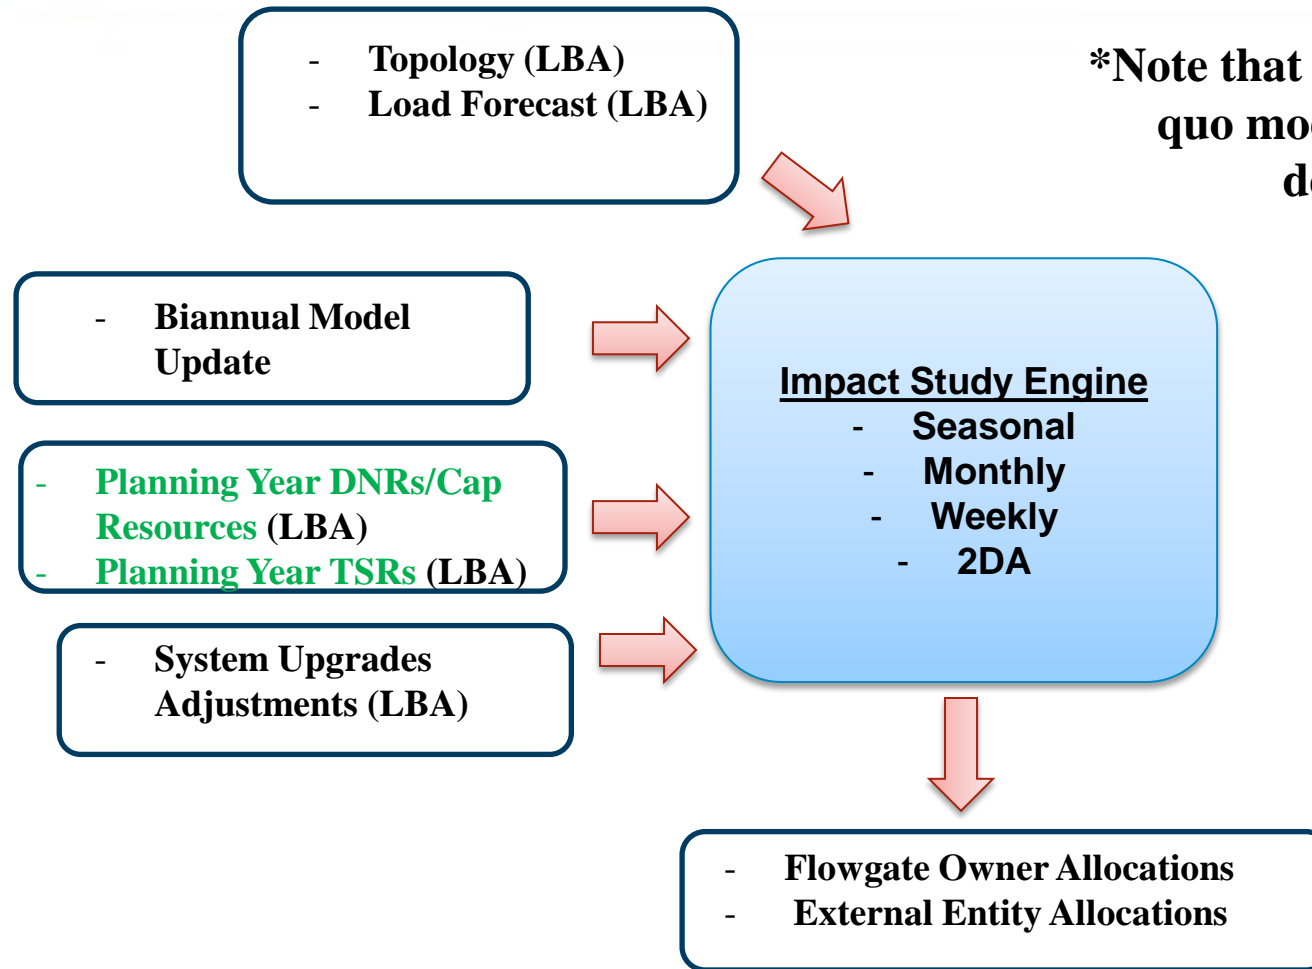 - Topology (LBA)
- Load Forecast (LBA)
*Note that
quo
- Biannual Model
Update
- Planning Year DNRs/Cap
Resources (LBA)
- Planning Year TSRs (LBA)
- System Upgrades
Adjustments (LBA)
Impact Study Engine
- Seasonal
- Monthly
- Weekly
- 2DA
- Flowgate Owner Allocations
- External Entity Allocations